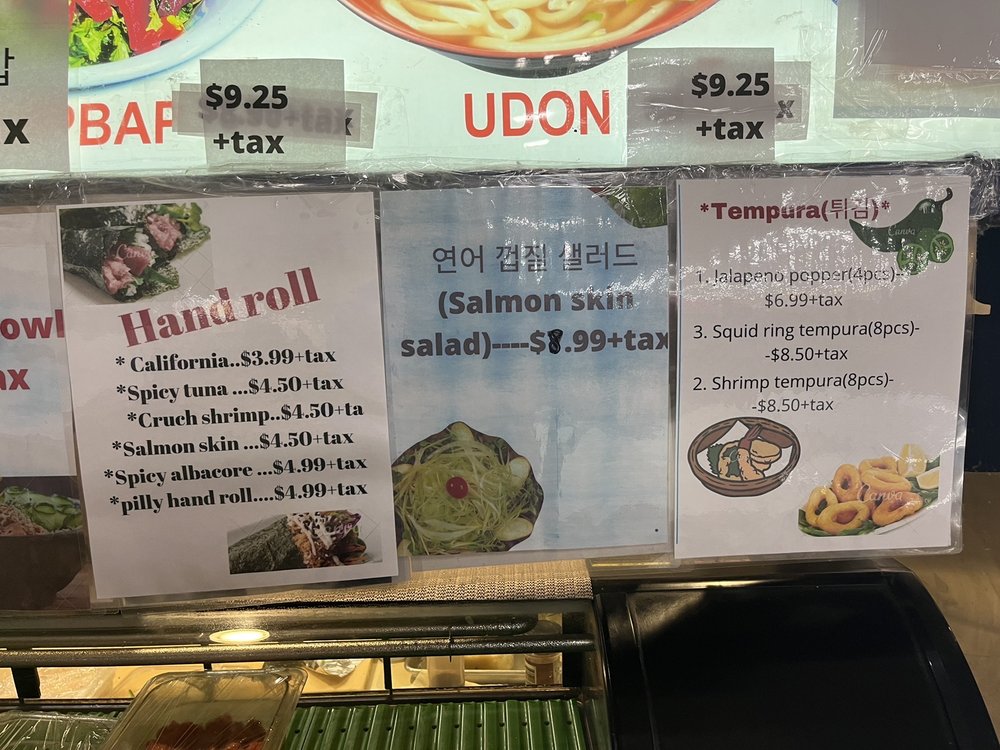 $9.25
+tax
UDON
$9.25
+tax
x
Hand roll
* California..$3.99+tax
*Spicy tuna ...$4.50+tax
*Cruch shrimp..$4.50+ta
*Salmon skin ...$4.50+tax
*Spicy albacore ...$4.99+tax
*pilly hand roll....$4.99+tax
연어 껍질 샐러드
(Salmon skin
salad)----$8.99+tax
*Tempura(튀김)*
1. Jalapeno popper(4pcs)--
$6.99+tax
3. Squid ring tempura(8pcs)-
-$8.50+tax
2. Shrimp tempura(8pcs)-
-$8.50+tax
Canva
Canva